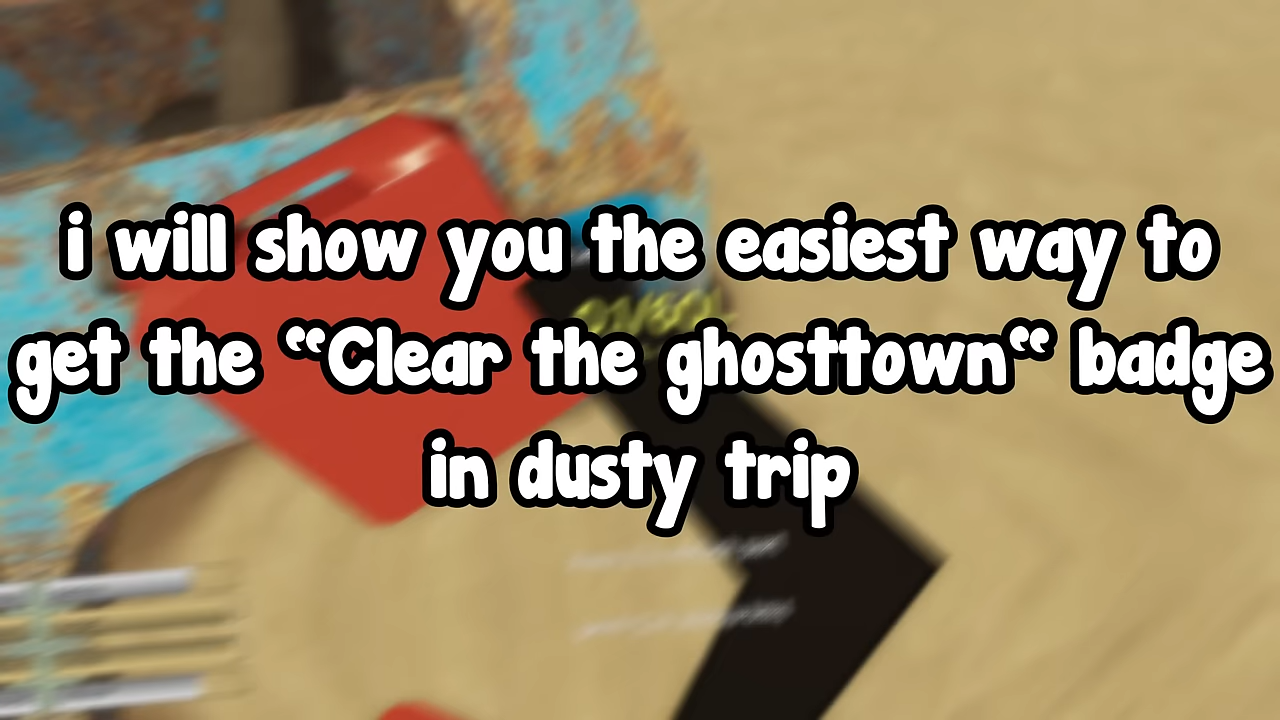 i will show you the easiest way to
get the “Clear the ghosttown“ badge
in dusty trip